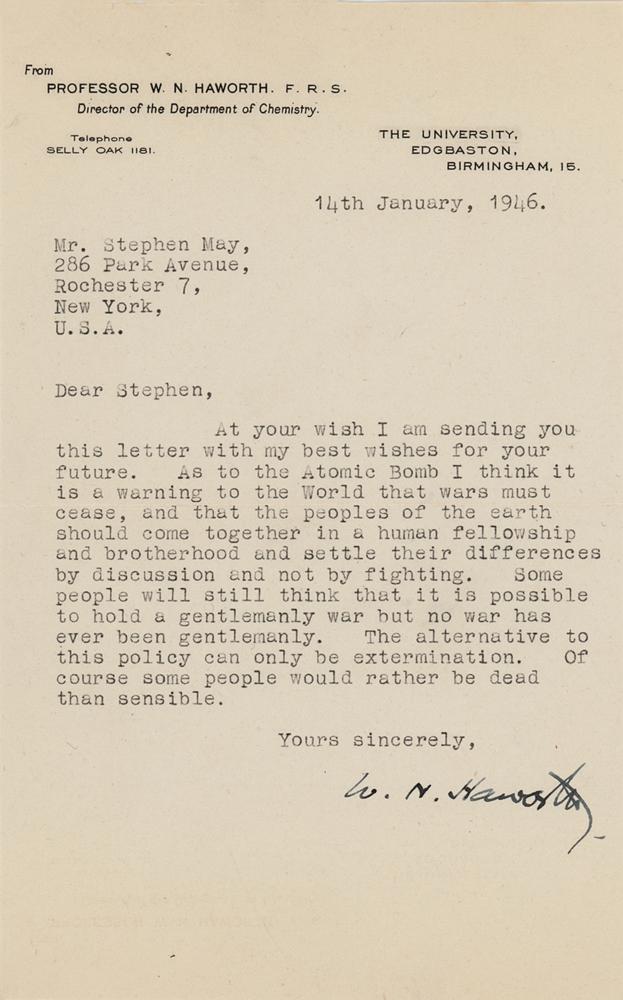 From
PROFESSOR W. N. HAWORTH. F. R. S.
Director of the Department of Chemistry.
Telephone
SELLY OAK 1181.
THE UNIVERSITY,
EDGBASTON,
BIRMINGHAM, 15.
14th January, 1946.
Mr. Stephen May,
286 Park Avenue,
Rochester 7,
New York,
U.S.A.
Dear Stephen,
At your wish I am sending you
this letter with my best wishes for your
future. As to the Atomic Bomb I think it
is a warning to the World that wars must
cease, and that the peoples of the earth
should come together in a human fellowship
and brotherhood and settle their differences
by discussion and not by fighting. Some
people will still think that it is possible
to hold a gentlemanly war but no war has
ever been gentlemanly. The alternative to
this policy can only be extermination. Of
course some people would rather be dead
than sensible.
Yours sincerely,
W. N. Haworth